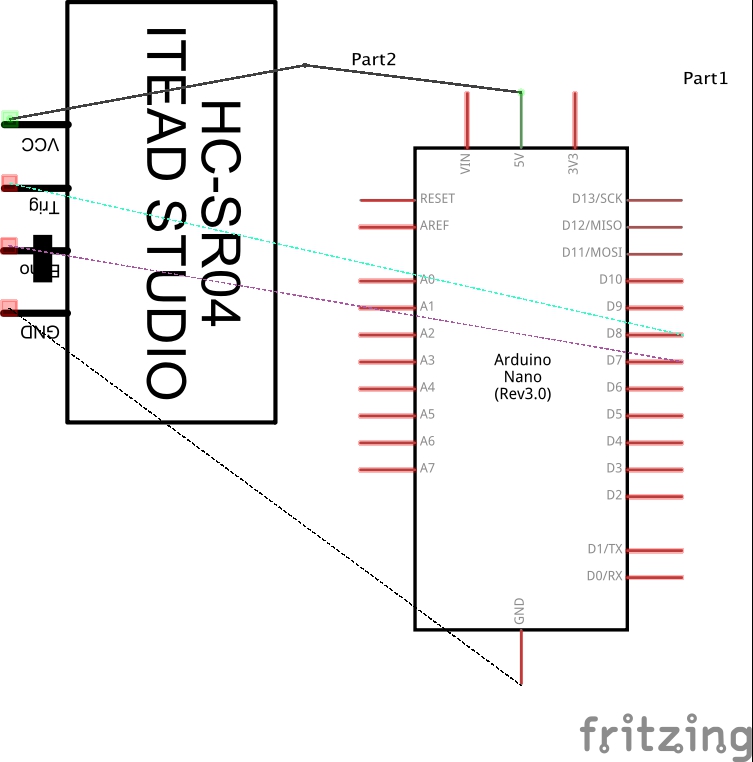 Part2
Part1
VCC
Trig
Echo
GND
HC-SR04
ITEAD STUDIO
VIN
5V
3V3
RESET
AREF
A0
A1
A2
A3
A4
A5
A6
A7
D13/SCK
D12/MISO
D11/MOSI
D10
D9
D8
D7
D6
D5
D4
D3
D2
D1/TX
D0/RX
Arduino
Nano
(Rev3.0)
GND
fritzing